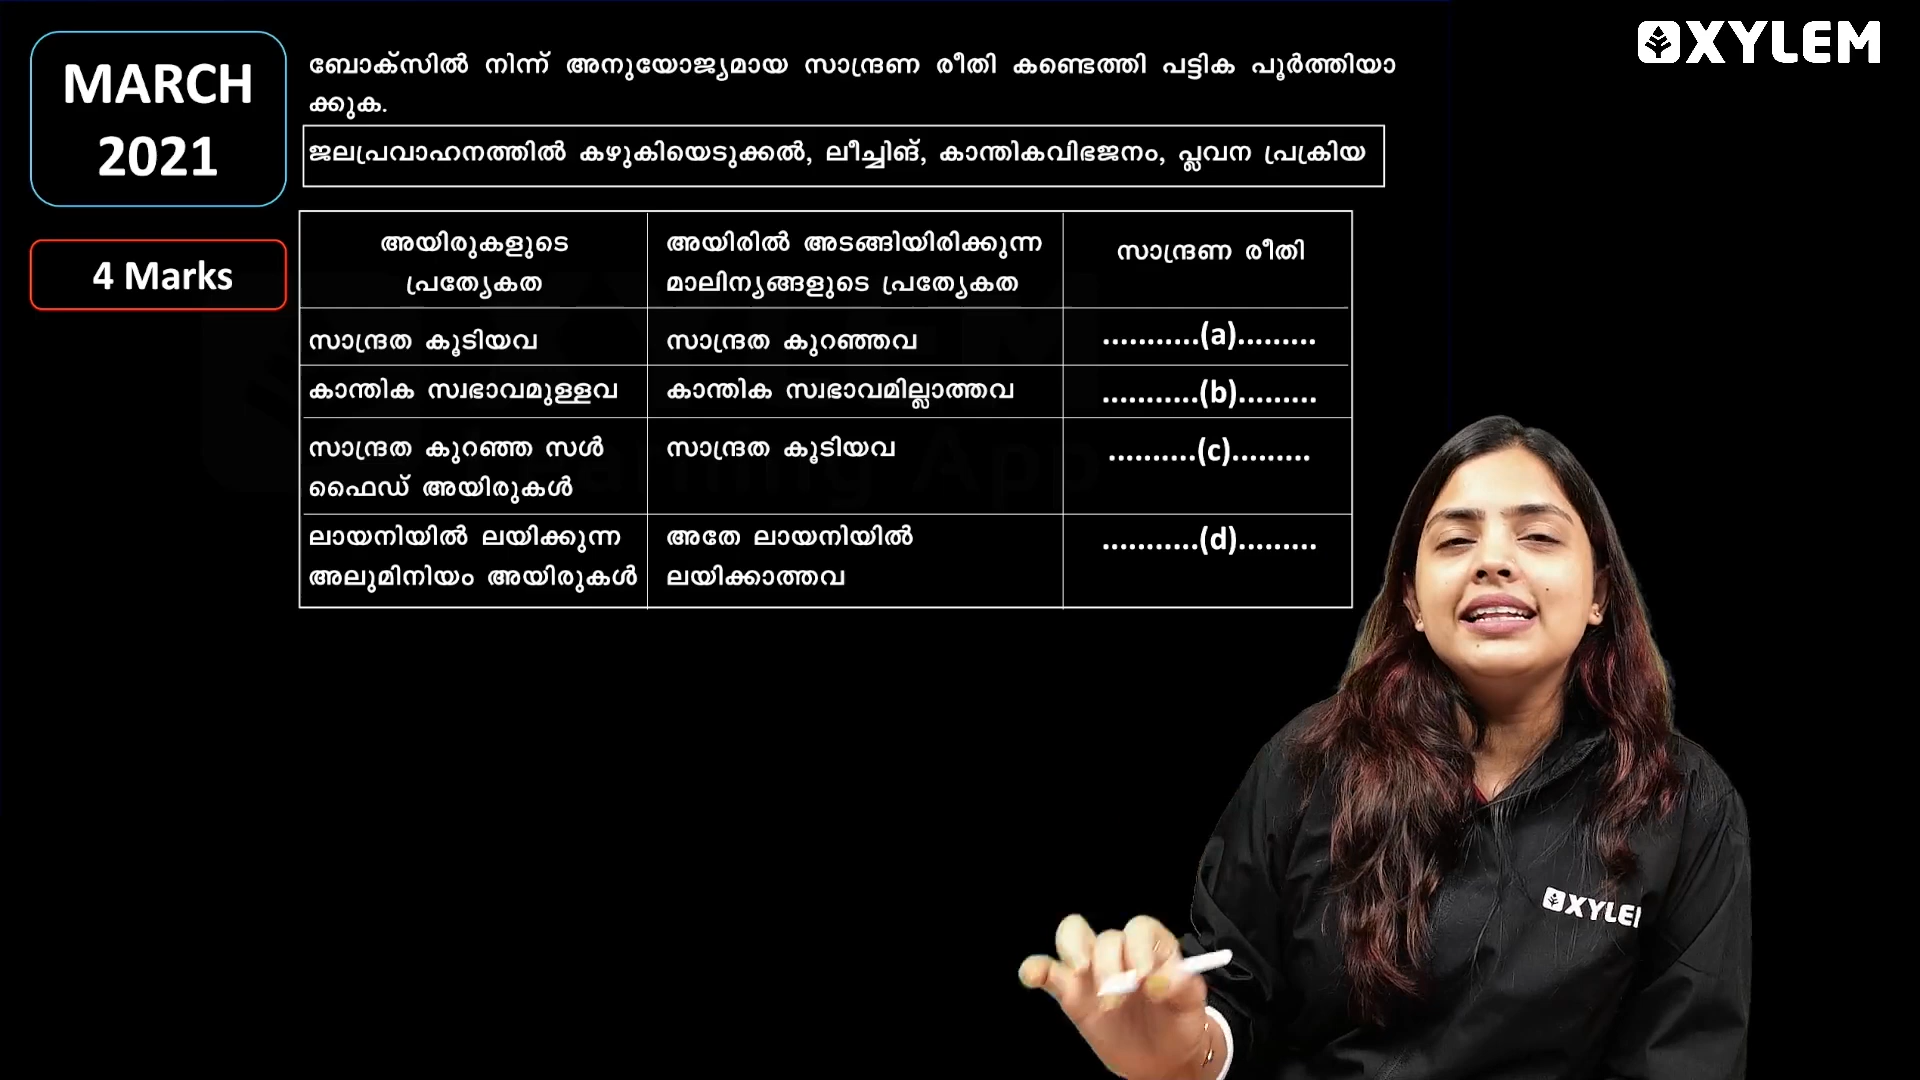 XYLEM
MARCH
2021
4 Marks
ബോക്സിൽ നിന്ന് അനുയോജ്യമായ സാന്ദ്രണ രീതി കണ്ടെത്തി പട്ടിക പൂർത്തിയാ
ക്കുക.
ജലപ്രവാഹനത്തിൽ കഴുകിയെടുക്കൽ, ലീച്ചിങ്, കാന്തികവിഭജനം, പ്ലവന പ്രക്രിയ
അയിരുകളുടെ
പ്രത്യേകത
അയിരിൽ അടങ്ങിയിരിക്കുന്ന
മാലിന്യങ്ങളുടെ പ്രത്യേകത
സാന്ദ്രണ രീതി
സാന്ദ്രത കൂടിയവ
സാന്ദ്രത കുറഞ്ഞവ
...........(a).........
കാന്തിക സ്വഭാവമുള്ളവ
കാന്തിക സ്വഭാവമില്ലാത്തവ
...........(b).........
സാന്ദ്രത കുറഞ്ഞ സൾ
ഫൈഡ് അയിരുകൾ
സാന്ദ്രത കൂടിയവ
..........(c).........
ലായനിയിൽ ലയിക്കുന്ന
അലുമിനിയം അയിരുകൾ
അതേ ലായനിയിൽ
ലയിക്കാത്തവ
...........(d).........
Learning App